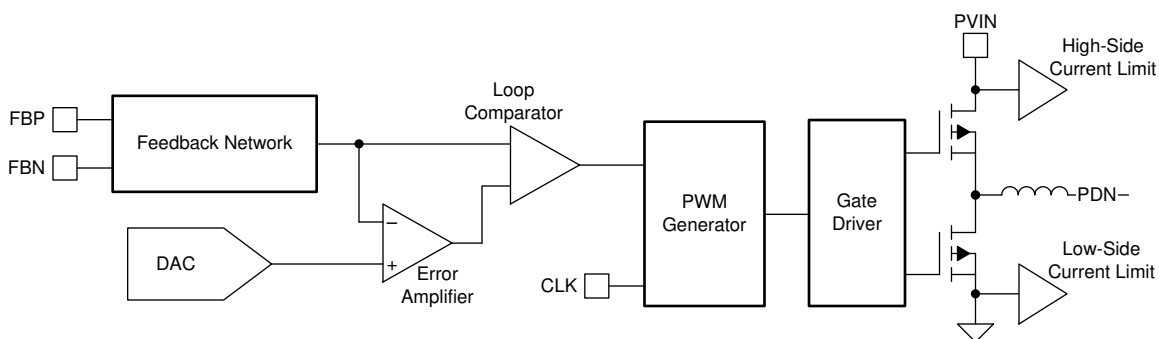 PVIN
High-Side
Current Limit
Loop
Comparator
FBP
Feedback Network
FBN
PWM
Generator
Gate
Driver
PDN
−
+
DAC
Error
Amplifier
CLK
Low-Side
Current Limit